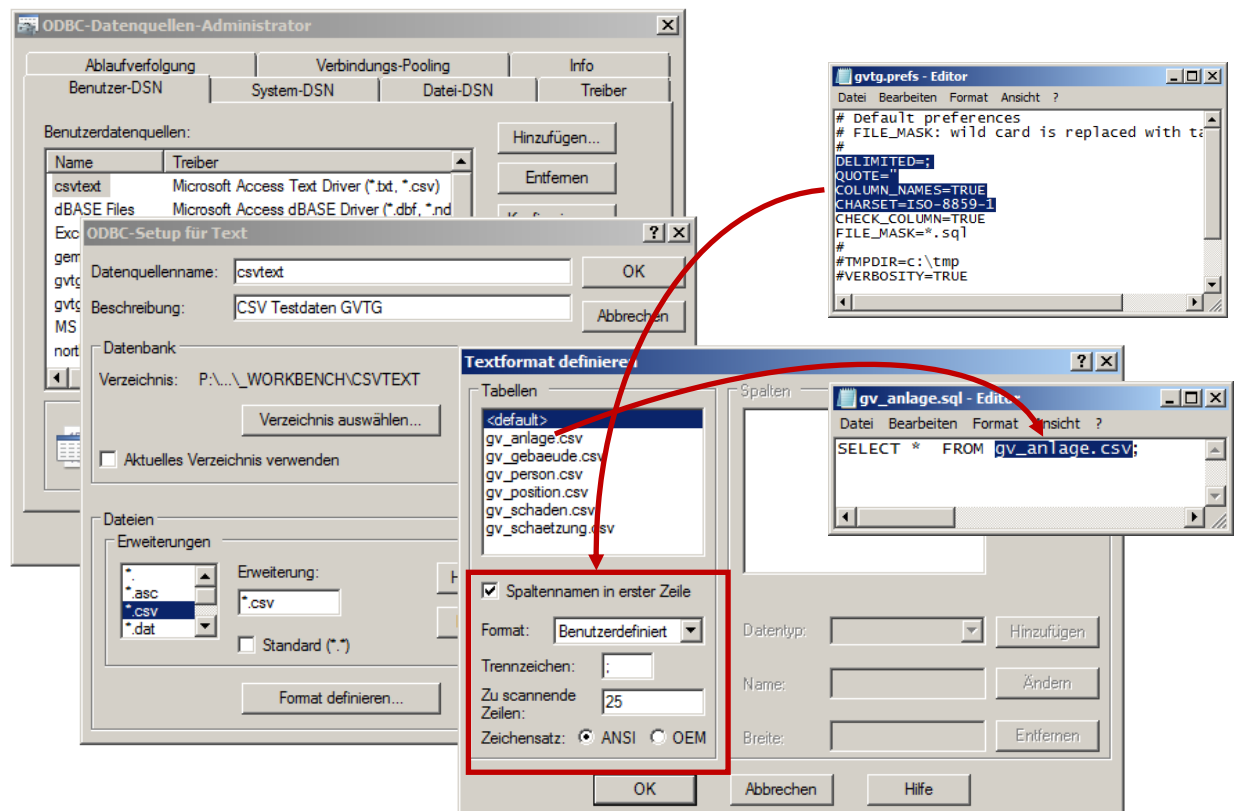 ODBC-Datenquellen-Administrator
Ablaufverfolgung Verbindungs-Pooling Info
Benutzer-DSN System-DSN Datei-DSN Treiber
Benutzerdatenquellen:
Name Treiber
csvtext Microsoft Access Text Driver (*.txt, *.csv)
dBASE Files Microsoft Access dBASE Driver (*.dbf, *.nd
Exc
gem
gvtg
gvtg
MS
nort
Hinzufügen...
Entfernen
ODBC-Setup für Text
Datenquellenname: csvtext
Beschreibung: CSV Testdaten GVTG
OK
Abbrechen
Datenbank
Verzeichnis: P:\...\_WORKBENCH\CSVTEXT
Verzeichnis auswählen...
Aktuelles Verzeichnis verwenden
Dateien
Erweiterungen
*.
*.asc
*.csv
*.dat
Erweiterung:
*.csv
Standard (*.*)
H
Format definieren...
gvtg.prefs - Editor
Datei Bearbeiten Format Ansicht ?
# Default preferences
# FILE_MASK: wild card is replaced with ta
#
DELIMITED=;
QUOTE="
COLUMN_NAMES=TRUE
CHARSET=ISO-8859-1
CHECK_COLUMN=TRUE
FILE_MASK=*.sql
#
#TMPDIR=c:\tmp
#VERBOSITY=TRUE
Textformat definieren
Tabellen
<default>
gv_anlage.csv
gv_gebaeude.csv
gv_person.csv
gv_position.csv
gv_schaden.csv
gv_schaetzung.csv
Spaltennamen in erster Zeile
Format: Benutzerdefiniert
Trennzeichen: ;
Zu scannende
Zeilen: 25
Zeichensatz: ANSI OEM
Spalten
Datentyp: Hinzufügen
Name: Ändern
Breite: Entfernen
OK Abbrechen Hilfe
gv_anlage.sql - Editor
Datei Bearbeiten Format Ansicht ?
SELECT * FROM gv_anlage.csv;